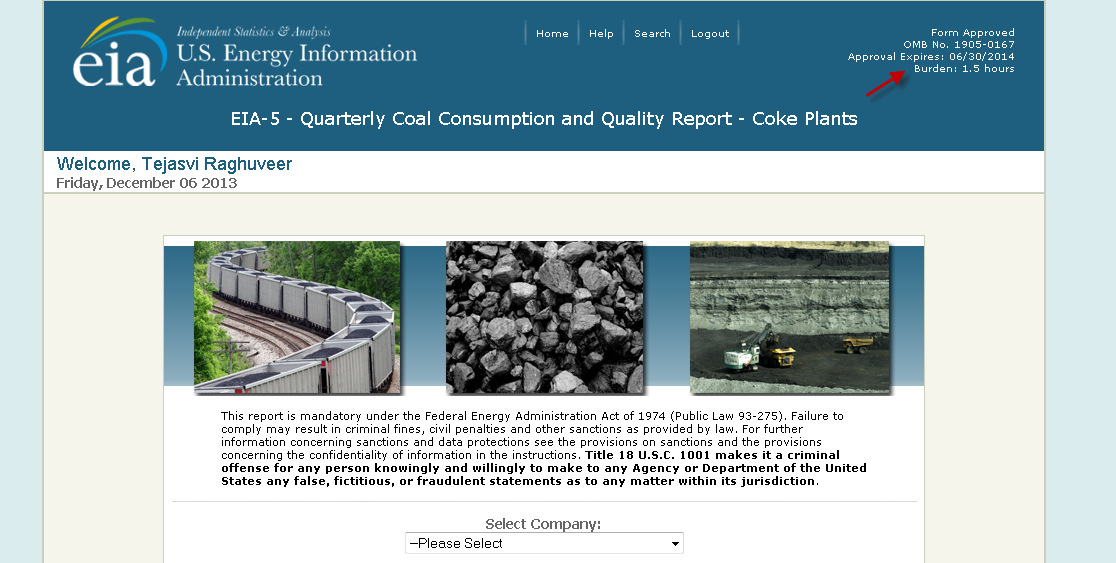 eia
Independent Statistics & Analysis
U.S. Energy Information
Administration
Home
Help
Search
Logout
Form Approved
OMB No. 1905-0167
Approval Expires: 06/30/2014
Burden: 1.5 hours
EIA-5 - Quarterly Coal Consumption and Quality Report - Coke Plants
Welcome, Tejasvi Raghuveer
Friday, December 06 2013
This report is mandatory under the Federal Energy Administration Act of 1974 (Public Law 93-275). Failure to
comply may result in criminal fines, civil penalties and other sanctions as provided by law. For further
information concerning sanctions and data protections see the provisions on sanctions and the provisions
concerning the confidentiality of information in the instructions. Title 18 U.S.C. 1001 makes it a criminal
offense for any person knowingly and willingly to make to any Agency or Department of the United
States any false, fictitious, or fraudulent statements as to any matter within its jurisdiction.
Select Company:
--Please Select